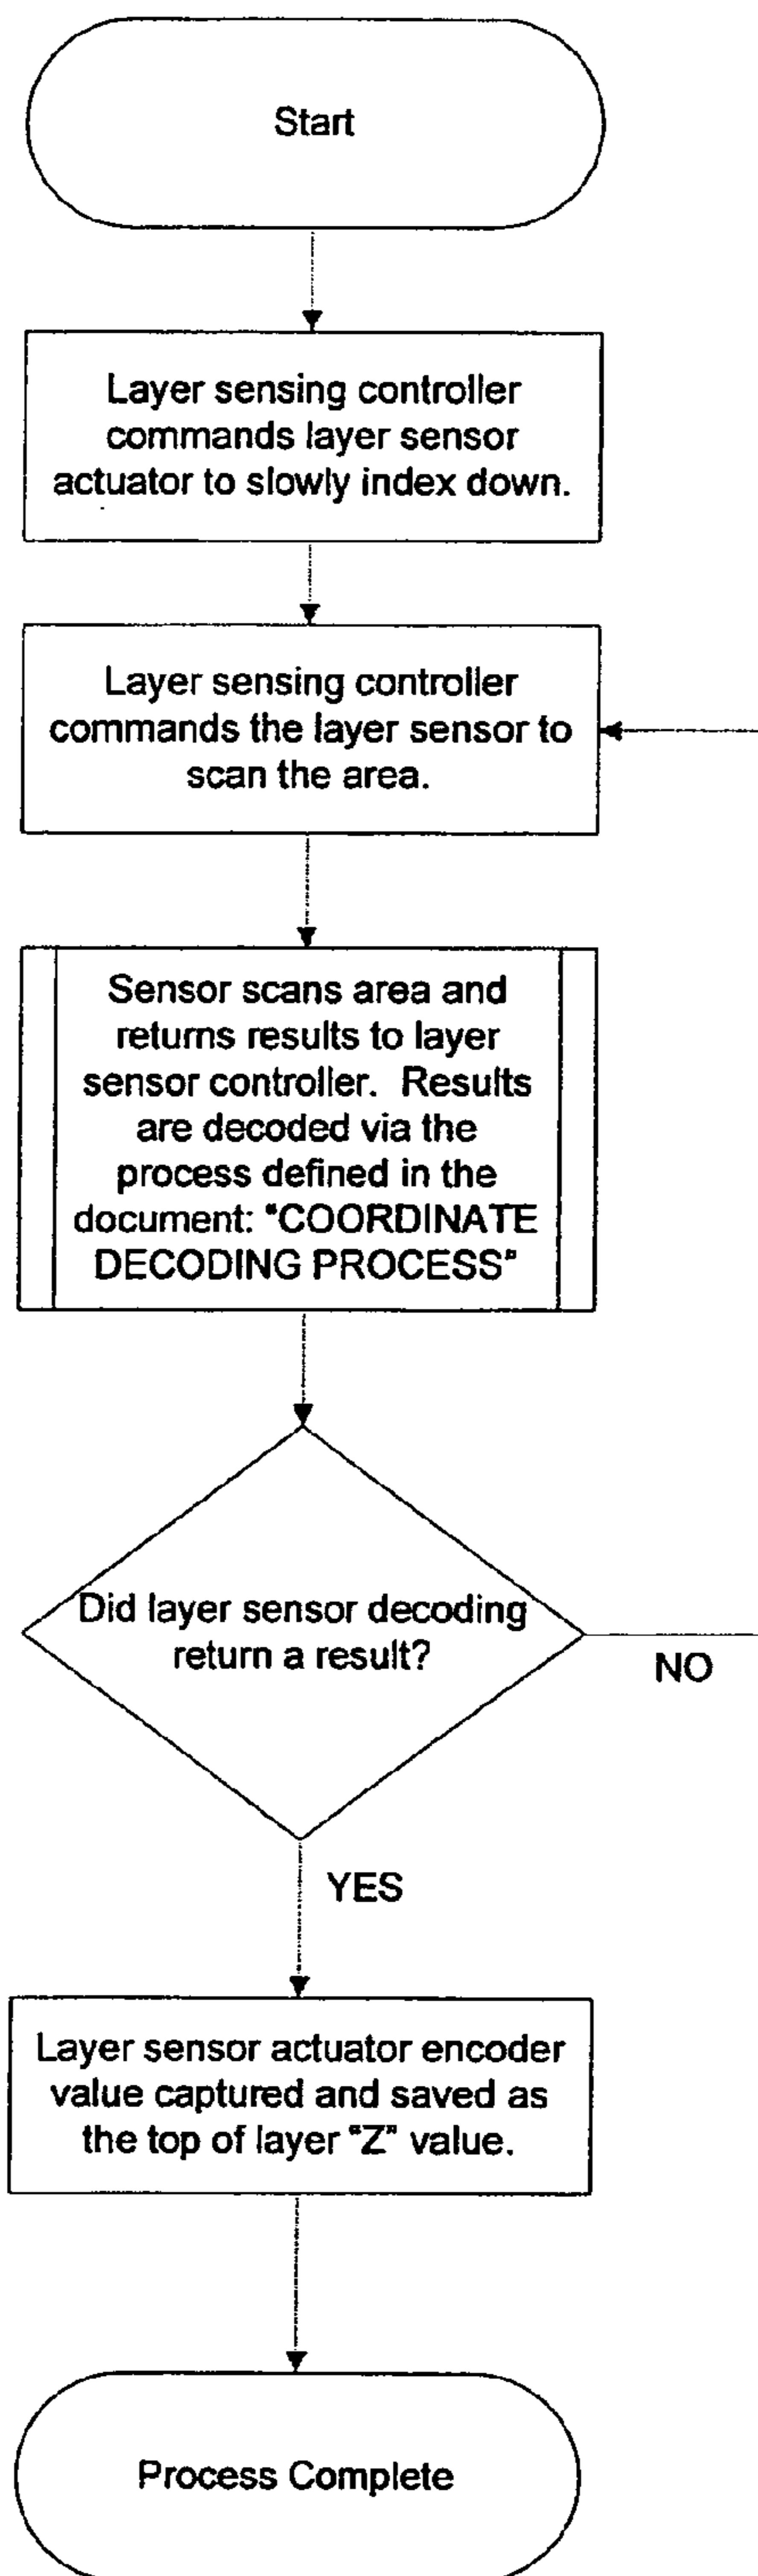 Start
Layer sensing controller
commands layer sensor
actuator to slowly index down.
Layer sensing controller
commands the layer sensor to
scan the area.
Sensor scans area and
returns results to layer
sensor controller.  Results
are decoded via the
process defined in the
document: "COORDINATE
DECODING PROCESS"
Did layer sensor decoding
return a result?
NO
YES
Layer sensor actuator encoder
value captured and saved as
the top of layer "Z" value.
Process Complete